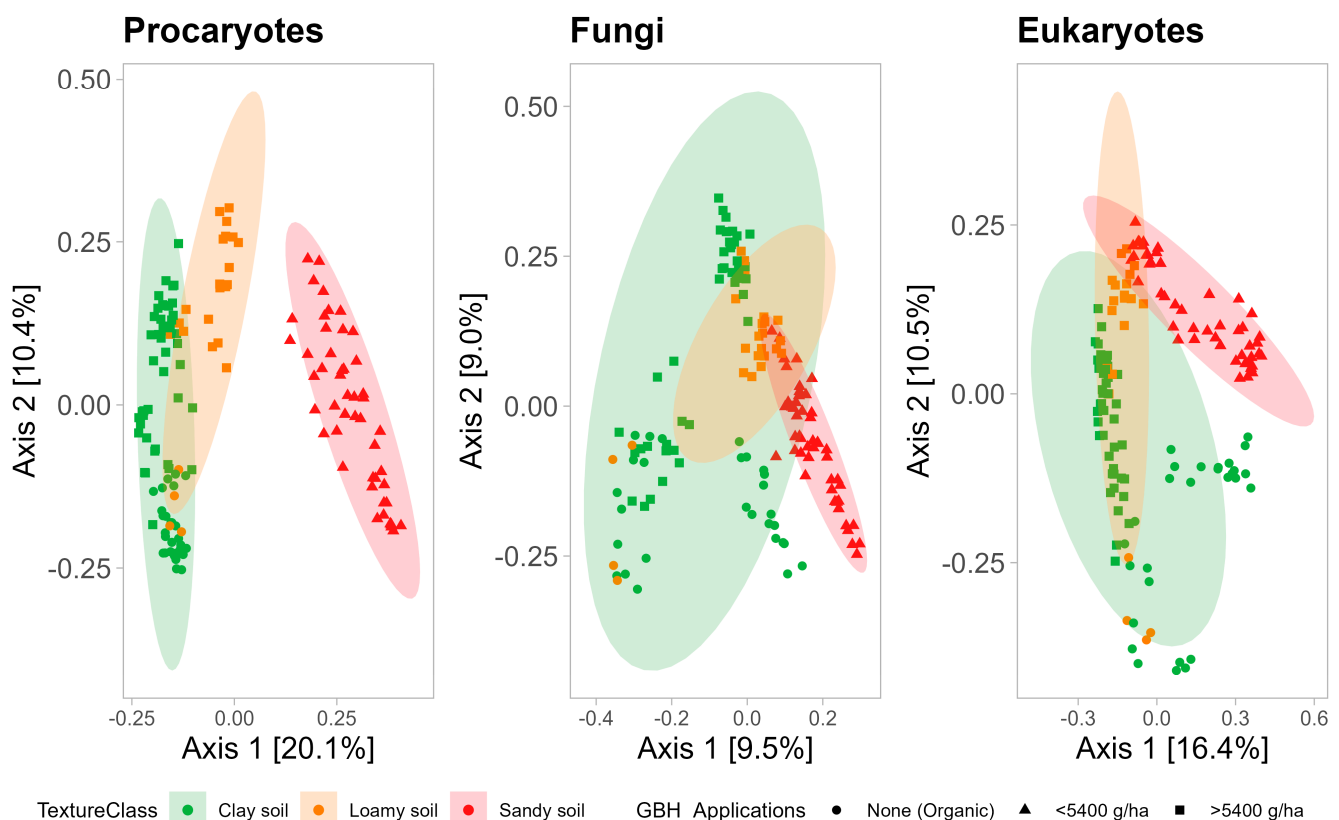 Procaryotes
Fungi
Eukaryotes
Axis 2 [10.4%]
0.50
0.25
0.00
-0.25
-0.25 0.00 0.25
Axis 1 [20.1%]
Axis 2 [9.0%]
0.50
0.25
0.00
-0.25
-0.4 -0.2 0.0 0.2
Axis 1 [9.5%]
Axis 2 [10.5%]
0.25
0.00
-0.25
-0.3 0.0 0.3 0.6
Axis 1 [16.4%]
TextureClass Clay soil Loamy soil Sandy soil GBH Applications None (Organic) <5400 g/ha >5400 g/ha